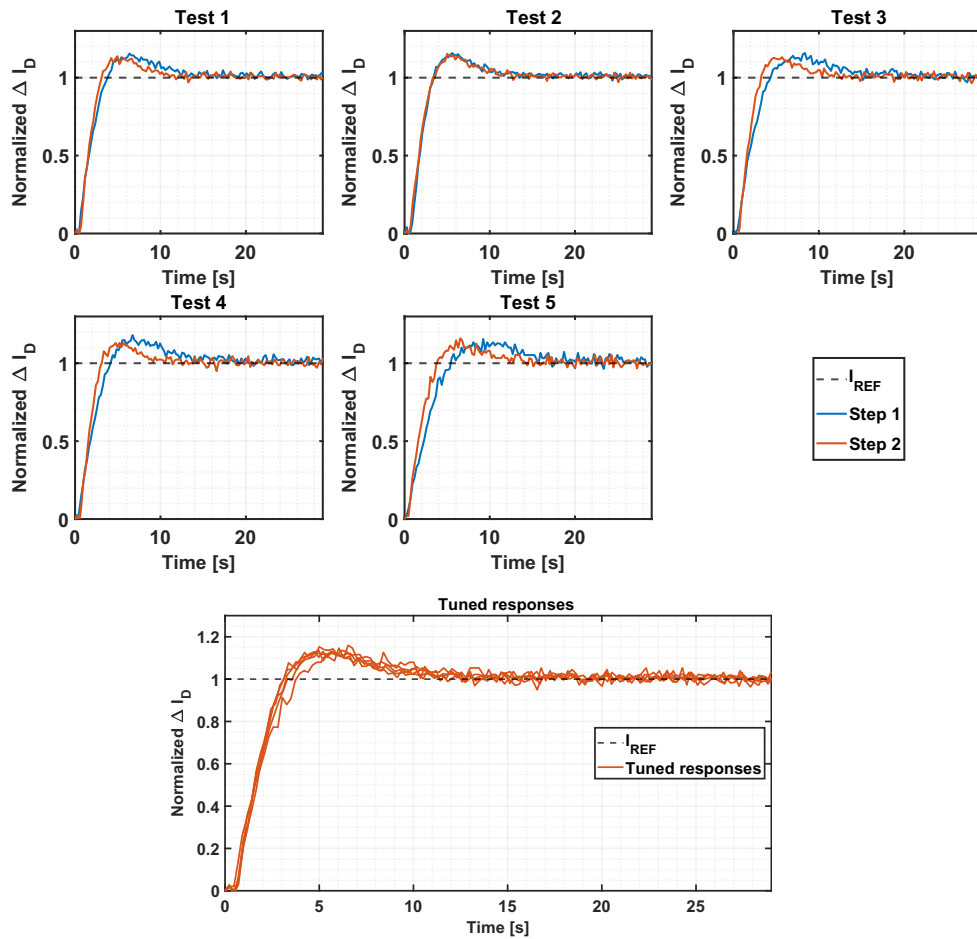 Test 1
Normalized Δ I_D
1
0.5
0
0 10 20
Time [s]
Test 2
Normalized Δ I_D
1
0.5
0
0 10 20
Time [s]
Test 3
Normalized Δ I_D
1
0.5
0
0 10 20
Time [s]
Test 4
Normalized Δ I_D
1
0.5
0
0 10 20
Time [s]
Test 5
Normalized Δ I_D
1
0.5
0
0 10 20
Time [s]
I_REF
Step 1
Step 2
Tuned responses
Normalized Δ I_D
1.2
1
0.8
0.6
0.4
0.2
0
0 5 10 15 20 25
Time [s]
I_REF
Tuned responses